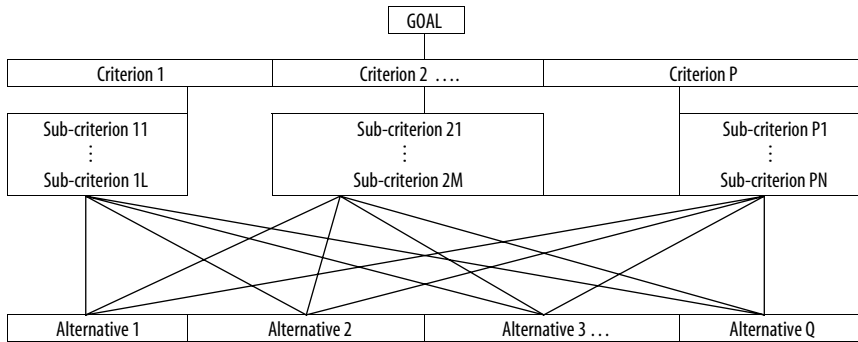 GOAL
Criterion 1 Criterion 2 .... Criterion P
Sub-criterion 11 Sub-criterion 21 Sub-criterion P1
⋮ ⋮ ⋮
Sub-criterion 1L Sub-criterion 2M Sub-criterion PN
Alternative 1 Alternative 2 Alternative 3 ... Alternative Q